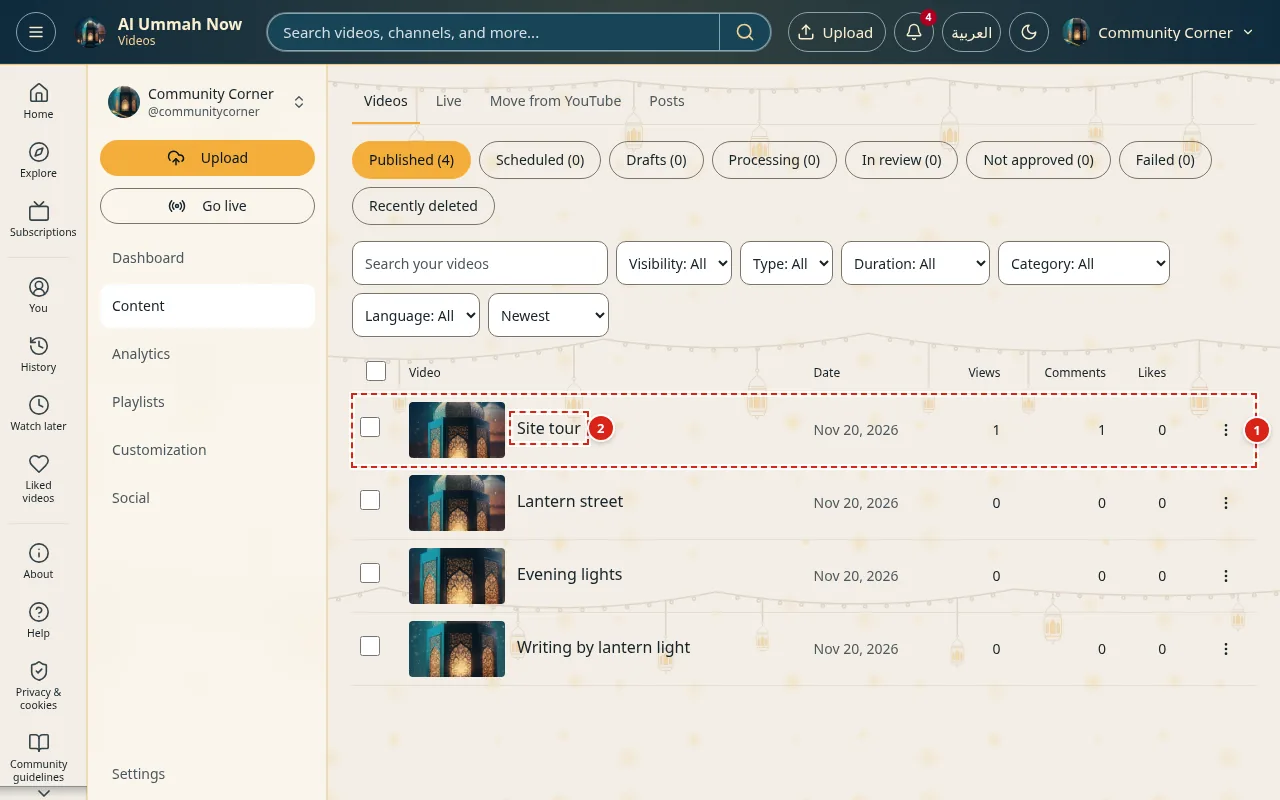 Al Ummah Now
Videos
Search videos, channels, and more...
Upload
4
العربية
Community Corner
Home
Explore
Subscriptions
You
History
Watch later
Liked
videos
About
Help
Privacy &
cookies
Community
guidelines
Community Corner
@communitycorner
Upload
Go live
Dashboard
Content
Analytics
Playlists
Customization
Social
Settings
Videos Live Move from YouTube Posts
Published (4) Scheduled (0) Drafts (0) Processing (0) In review (0) Not approved (0) Failed (0)
Recently deleted
Search your videos Visibility: All Type: All Duration: All Category: All
Language: All Newest
Video Date Views Comments Likes
Site tour 2 Nov 20, 2026 1 1 0 1
Lantern street Nov 20, 2026 0 0 0
Evening lights Nov 20, 2026 0 0 0
Writing by lantern light Nov 20, 2026 0 0 0